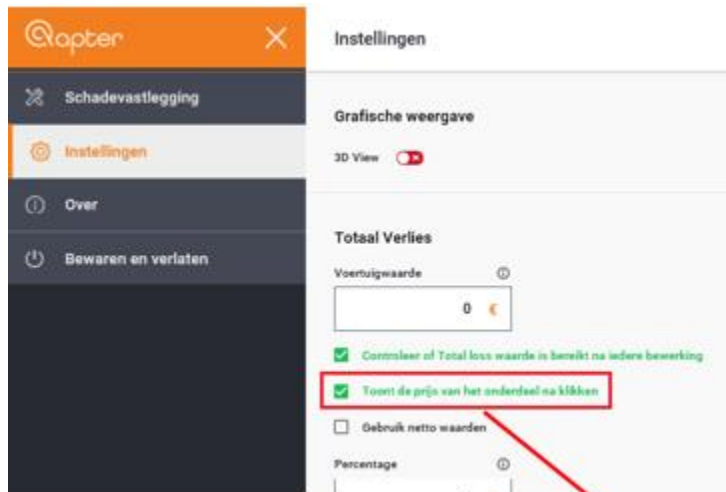 Qapter
Instellingen
Schadevastlegging
Instellingen
Over
Bewaren en verlaten
Grafische weergave
3D View
Totaal Verlies
Voertuigwaarde
0 €
Controleer of Total loss waarde is bereikt na iedere bewerking
Toont de prijs van het onderdeel na klikken
Gebruik netto waarden
Percentage